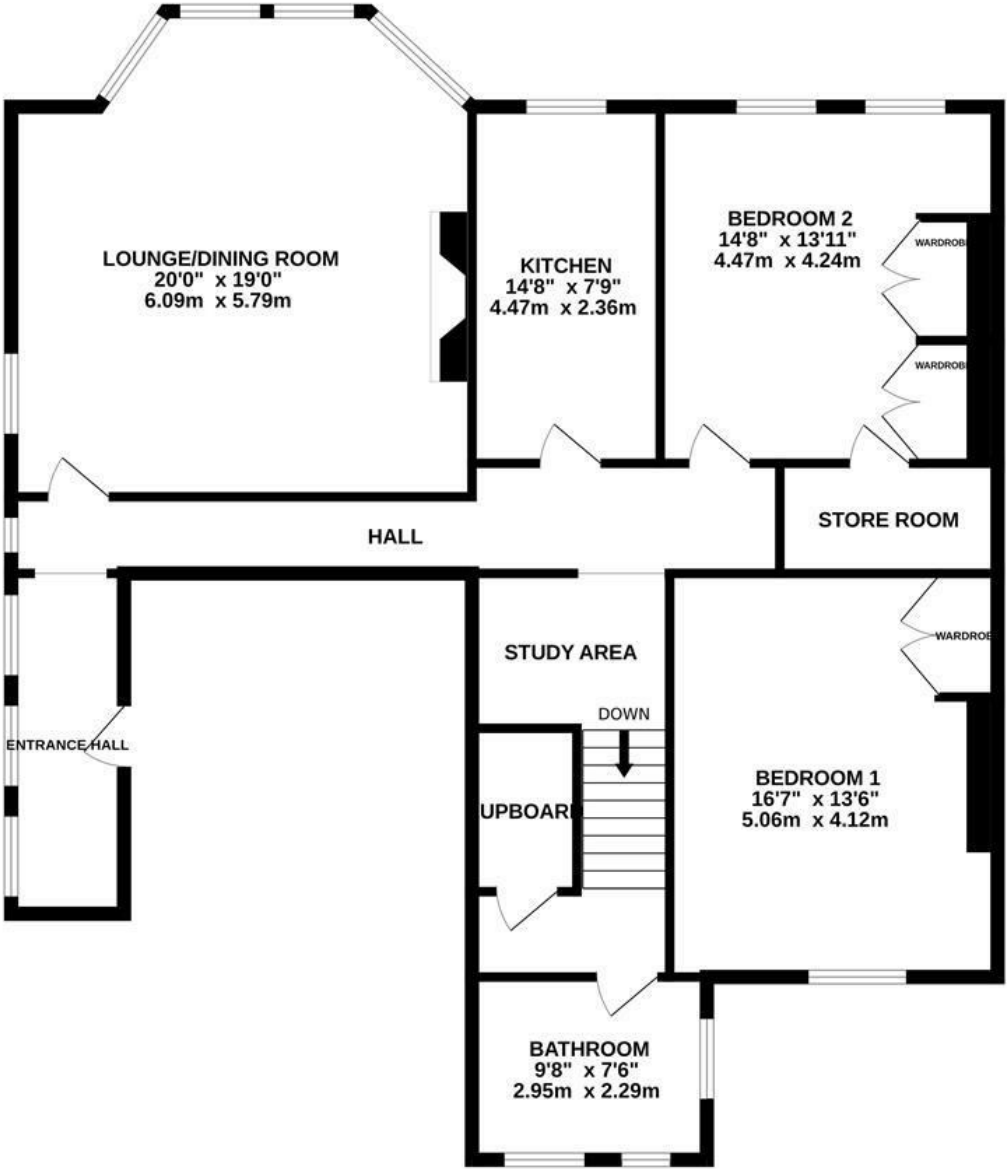 LOUNGE/DINING ROOM
20'0" x 19'0"
6.09m x 5.79m
KITCHEN
14'8" x 7'9"
4.47m x 2.36m
BEDROOM 2
14'8" x 13'11"
4.47m x 4.24m
WARDROBE
WARDROBE
HALL
STORE ROOM
STUDY AREA
WARDROB
DOWN
ENTRANCE HALL
UPBOARD
BEDROOM 1
16'7" x 13'6"
5.06m x 4.12m
BATHROOM
9'8" x 7'6"
2.95m x 2.29m